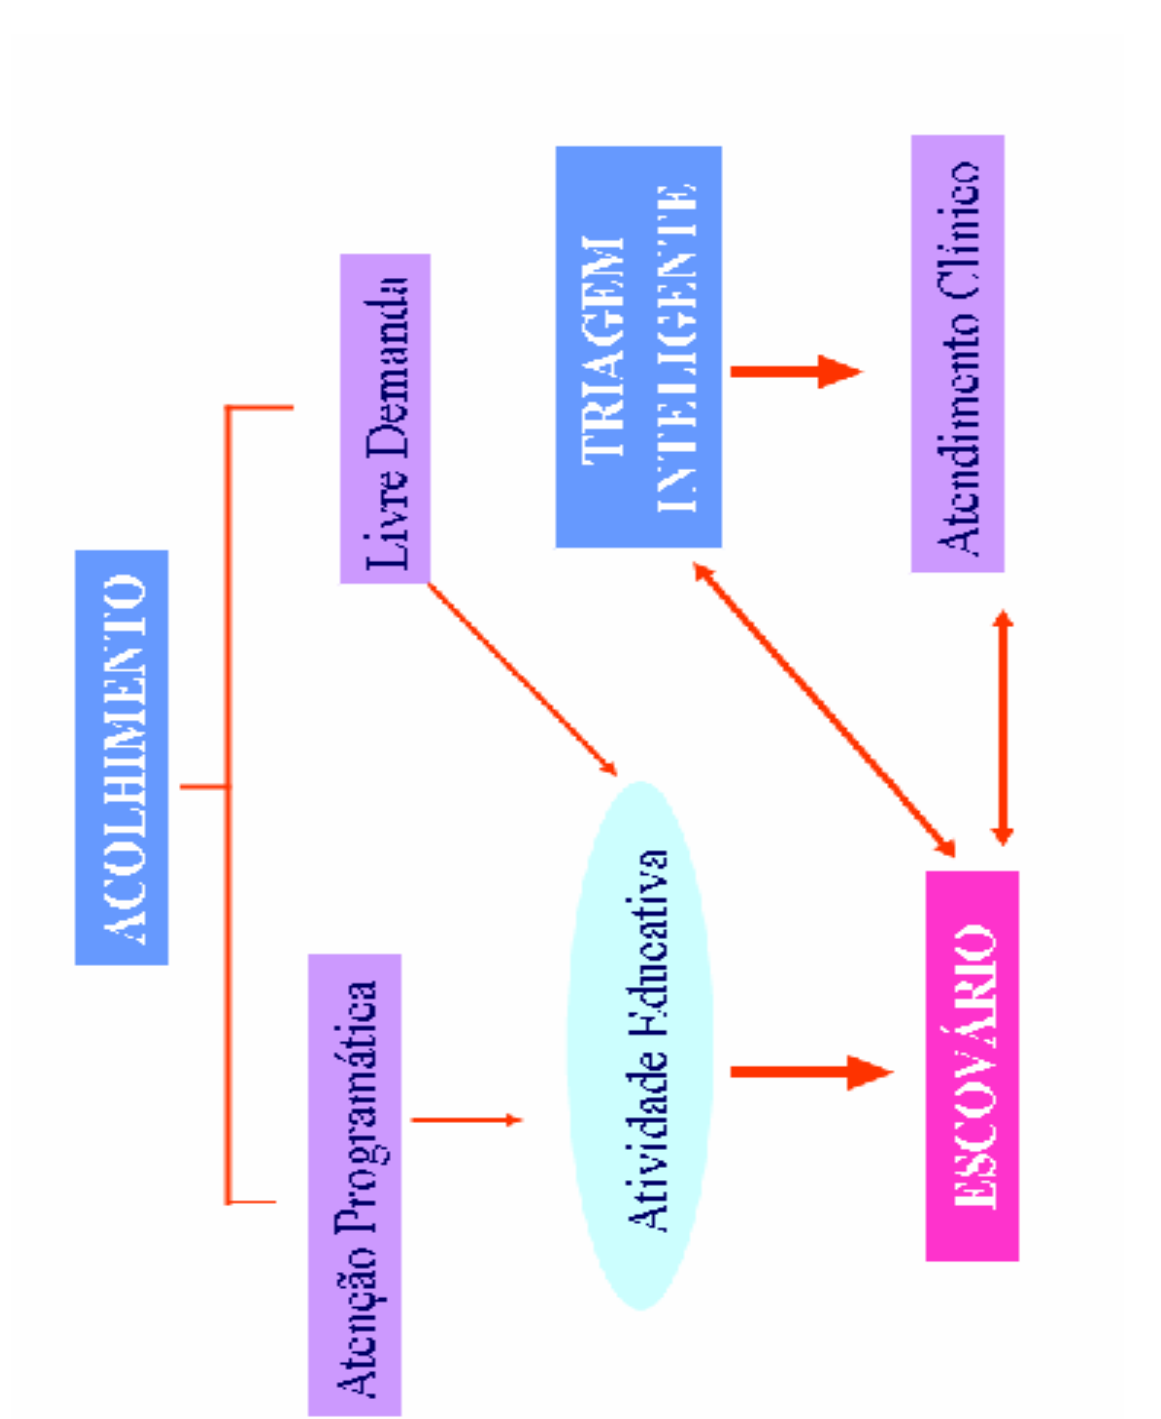 ACOLHIMENTO
Atenção Programática
Livre Demanda
Atividade Educativa
TRIAGEM
INTELIGENTE
ESCOVÁRIO
Atendimento Clínico